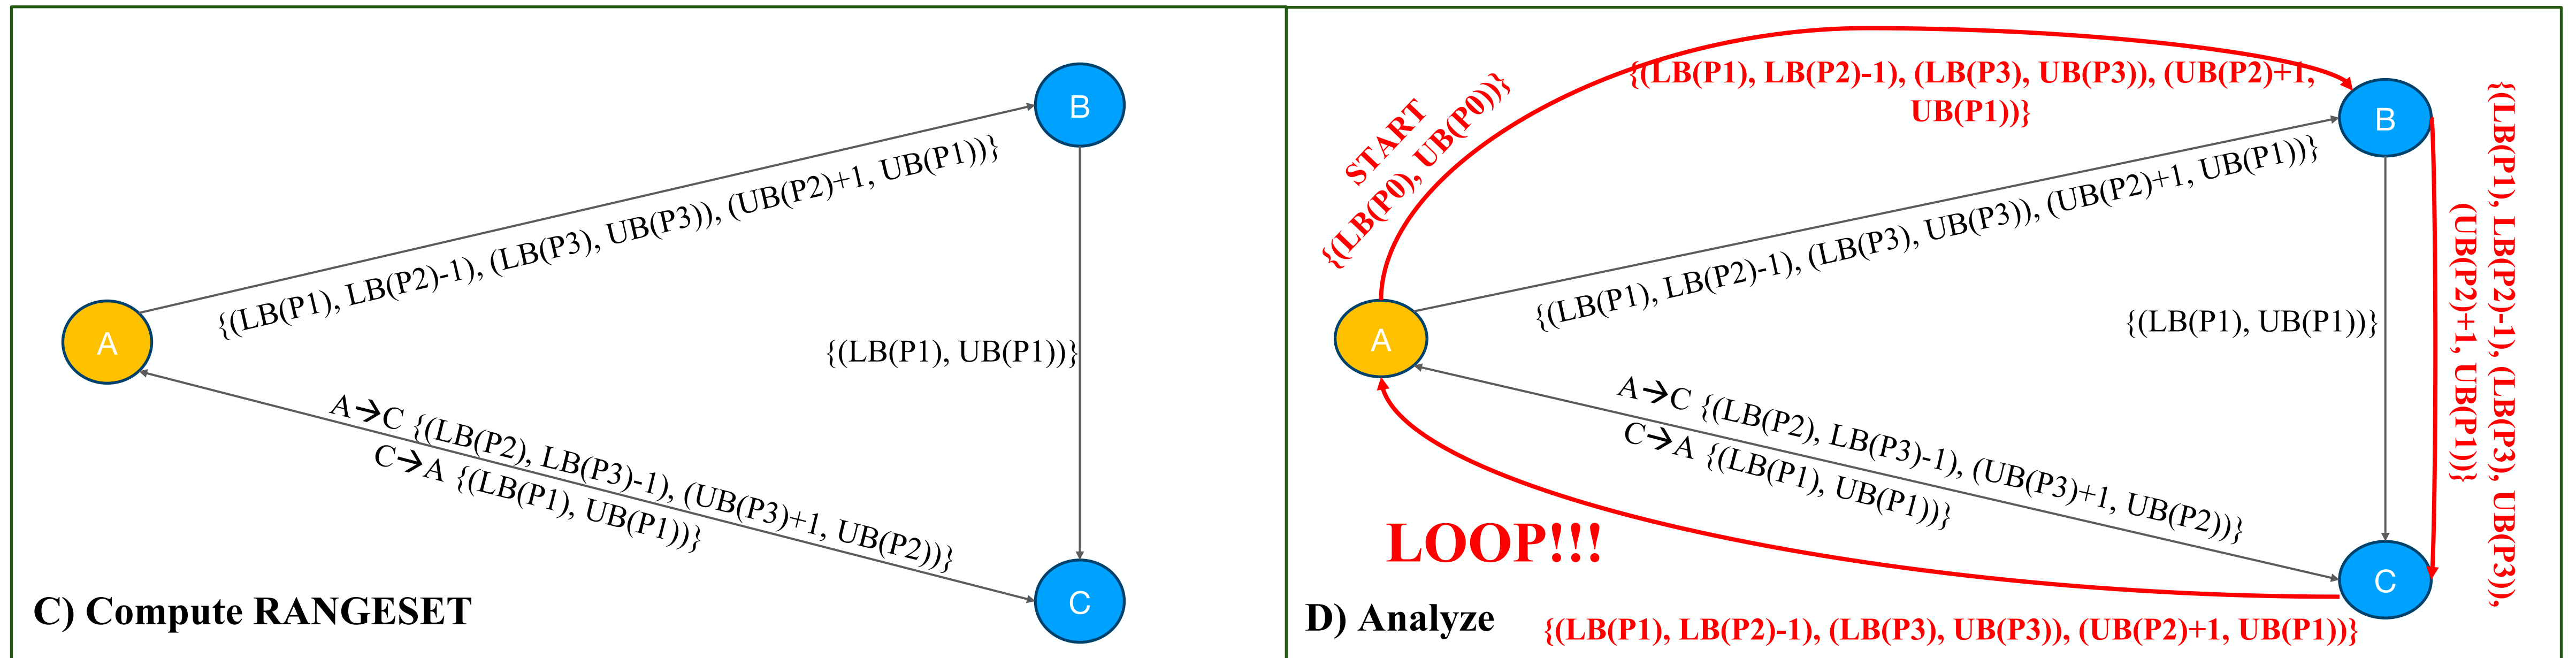 A
B
C
{(LB(P1), LB(P2)-1), (LB(P3), UB(P3)), (UB(P2)+1, UB(P1))}
{(LB(P1), UB(P1))}
A→C {(LB(P2), LB(P3)-1), (UB(P3)+1, UB(P2))}
C→A {(LB(P1), UB(P1))}
C) Compute RANGESET
START
{(LB(P0), UB(P0))}
{(LB(P1), LB(P2)-1), (LB(P3), UB(P3)), (UB(P2)+1,
UB(P1))}
A
B
C
{(LB(P1), LB(P2)-1), (LB(P3), UB(P3)), (UB(P2)+1, UB(P1))}
{(LB(P1), UB(P1))}
{(LB(P1), LB(P2)-1), (LB(P3), UB(P3)),
(UB(P2)+1, UB(P1))}
A→C {(LB(P2), LB(P3)-1), (UB(P3)+1, UB(P2))}
C→A {(LB(P1), UB(P1))}
LOOP!!!
D) Analyze
{(LB(P1), LB(P2)-1), (LB(P3), UB(P3)), (UB(P2)+1, UB(P1))}